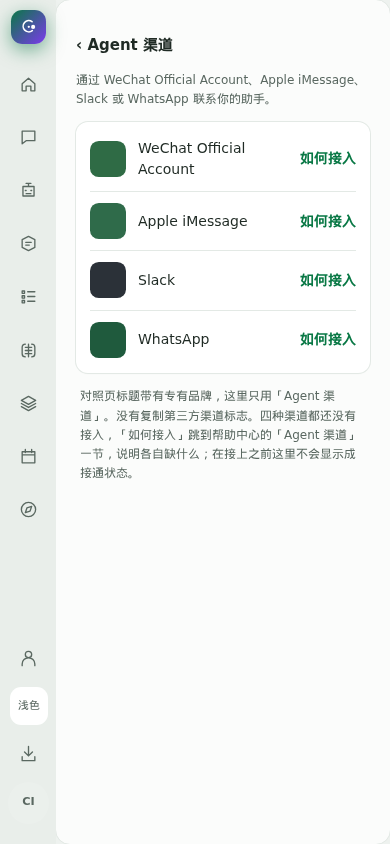 ‹ Agent 渠道
通过 WeChat Official Account、Apple iMessage、
Slack 或 WhatsApp 联系你的助手。
WeChat Official
Account
如何接入
Apple iMessage
如何接入
Slack
如何接入
WhatsApp
如何接入
对照页标题带有专有品牌，这里只用「Agent 渠
道」。没有复制第三方渠道标志。四种渠道都还没有
接入，「如何接入」跳到帮助中心的「Agent 渠道」
一节，说明各自缺什么；在接上之前这里不会显示成
接通状态。
浅色
CI